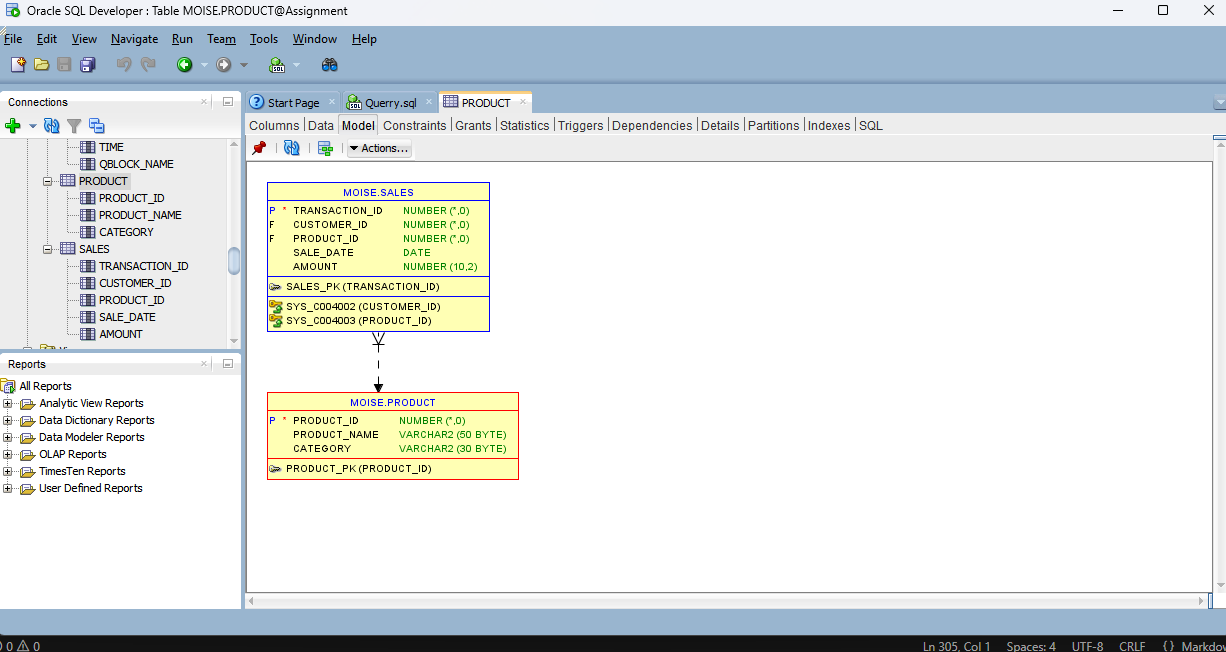 Oracle SQL Developer : Table MOISE.PRODUCT@Assignment
File Edit View Navigate Run Team Tools Window Help
Connections
TIME
QBLOCK_NAME
PRODUCT
PRODUCT_ID
PRODUCT_NAME
CATEGORY
SALES
TRANSACTION_ID
CUSTOMER_ID
PRODUCT_ID
SALE_DATE
AMOUNT
Reports
All Reports
Analytic View Reports
Data Dictionary Reports
Data Modeler Reports
OLAP Reports
TimesTen Reports
User Defined Reports
Start Page Querry.sql PRODUCT
Columns Data Model Constraints Grants Statistics Triggers Dependencies Details Partitions Indexes SQL
Actions...
MOISE.SALES
P * TRANSACTION_ID NUMBER (*,0)
F CUSTOMER_ID NUMBER (*,0)
F PRODUCT_ID NUMBER (*,0)
SALE_DATE DATE
AMOUNT NUMBER (10,2)
SALES_PK (TRANSACTION_ID)
SYS_C004002 (CUSTOMER_ID)
SYS_C004003 (PRODUCT_ID)
MOISE.PRODUCT
P * PRODUCT_ID NUMBER (*,0)
PRODUCT_NAME VARCHAR2 (50 BYTE)
CATEGORY VARCHAR2 (30 BYTE)
PRODUCT_PK (PRODUCT_ID)
0 0 Ln 305, Col 1 Spaces: 4 UTF-8 CRLF {} Markdo